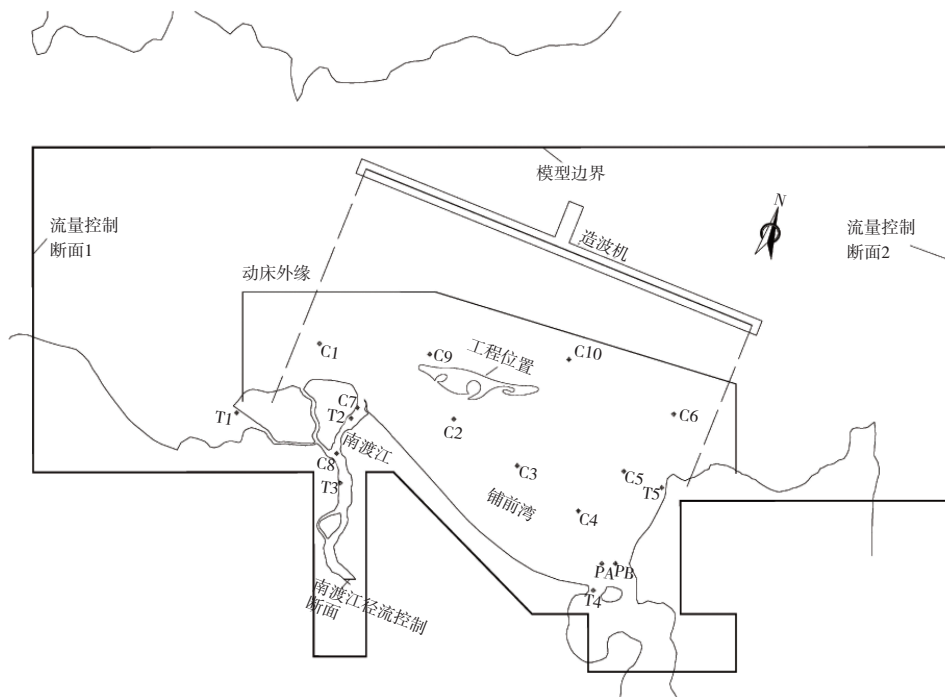 模型边界
N
流量控制
断面1
造波机
流量控制
断面2
动床外缘
C1
C9
工程位置
C10
T1
C7
T2
C2
C6
南渡江
C8
C3
C5
T3
T5
铺前湾
C4
PA
PB
T4
南渡江径流控制
断面